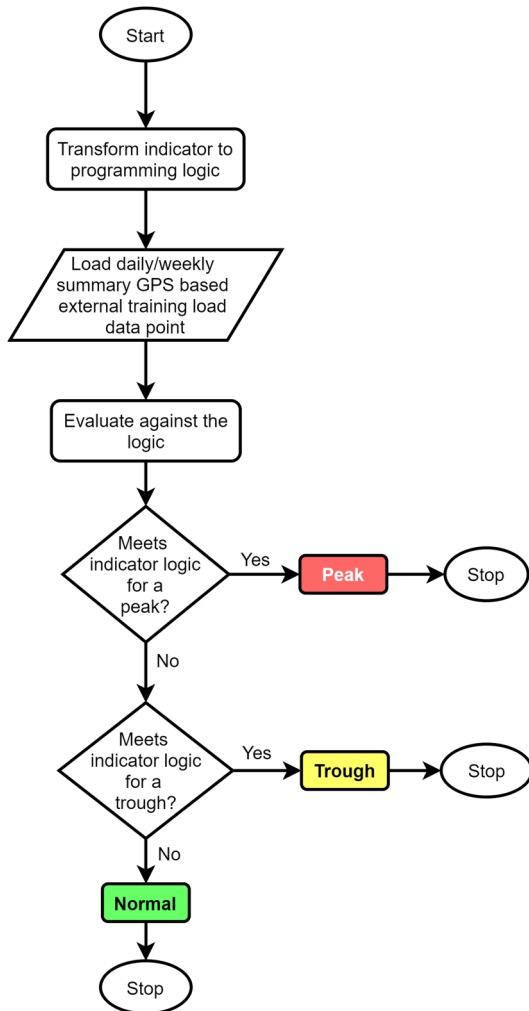 Start
Transform indicator to
programming logic
Load daily/weekly
summary GPS based
external training load
data point
Evaluate against the
logic
Meets
indicator logic
for a
peak?
Yes
Peak
Stop
No
Meets
indicator logic
for a
trough?
Yes
Trough
Stop
No
Normal
Stop